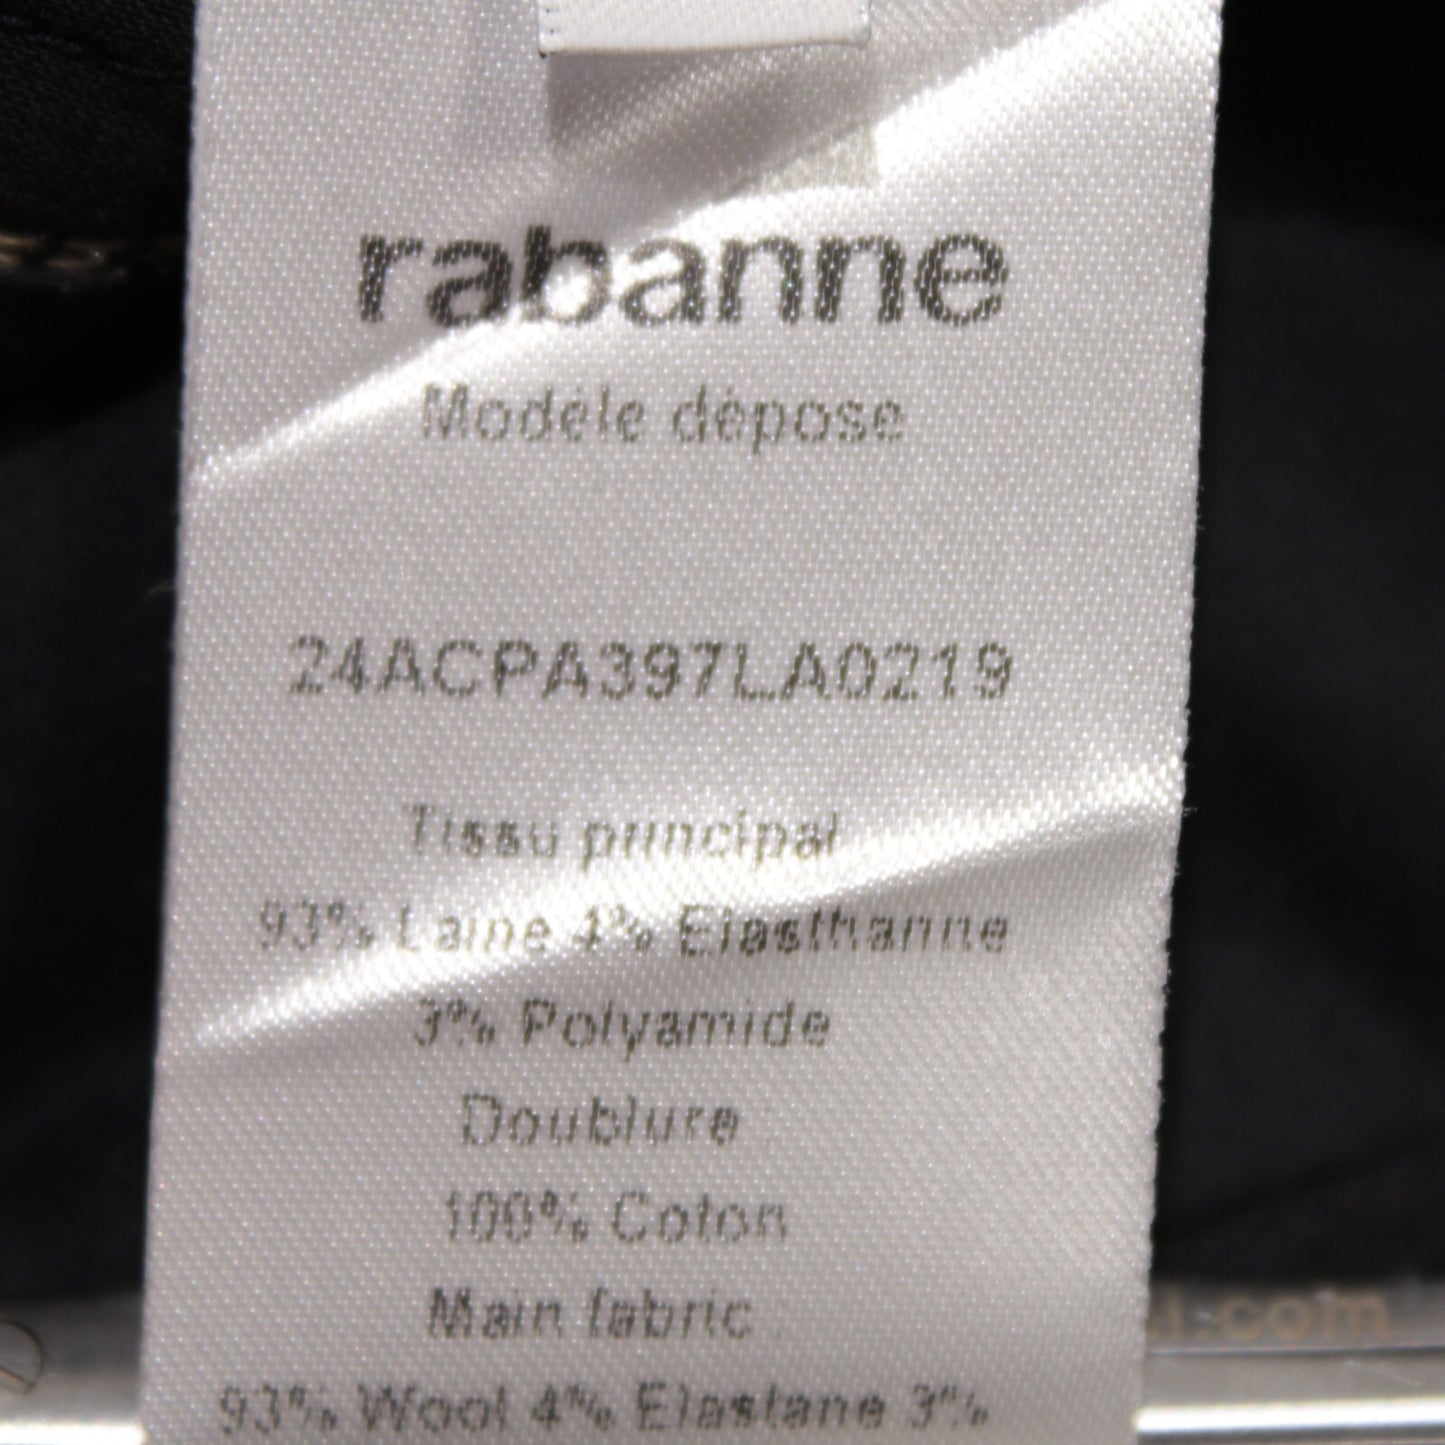 rabanne
Modèle déposé
24ACPA397LA0219
Tissu principal :
93% Laine 4% Elasthanne
3% Polyamide
Doublure :
100% Coton
Main fabric :
93% Wool 4% Elastane 3%
.com